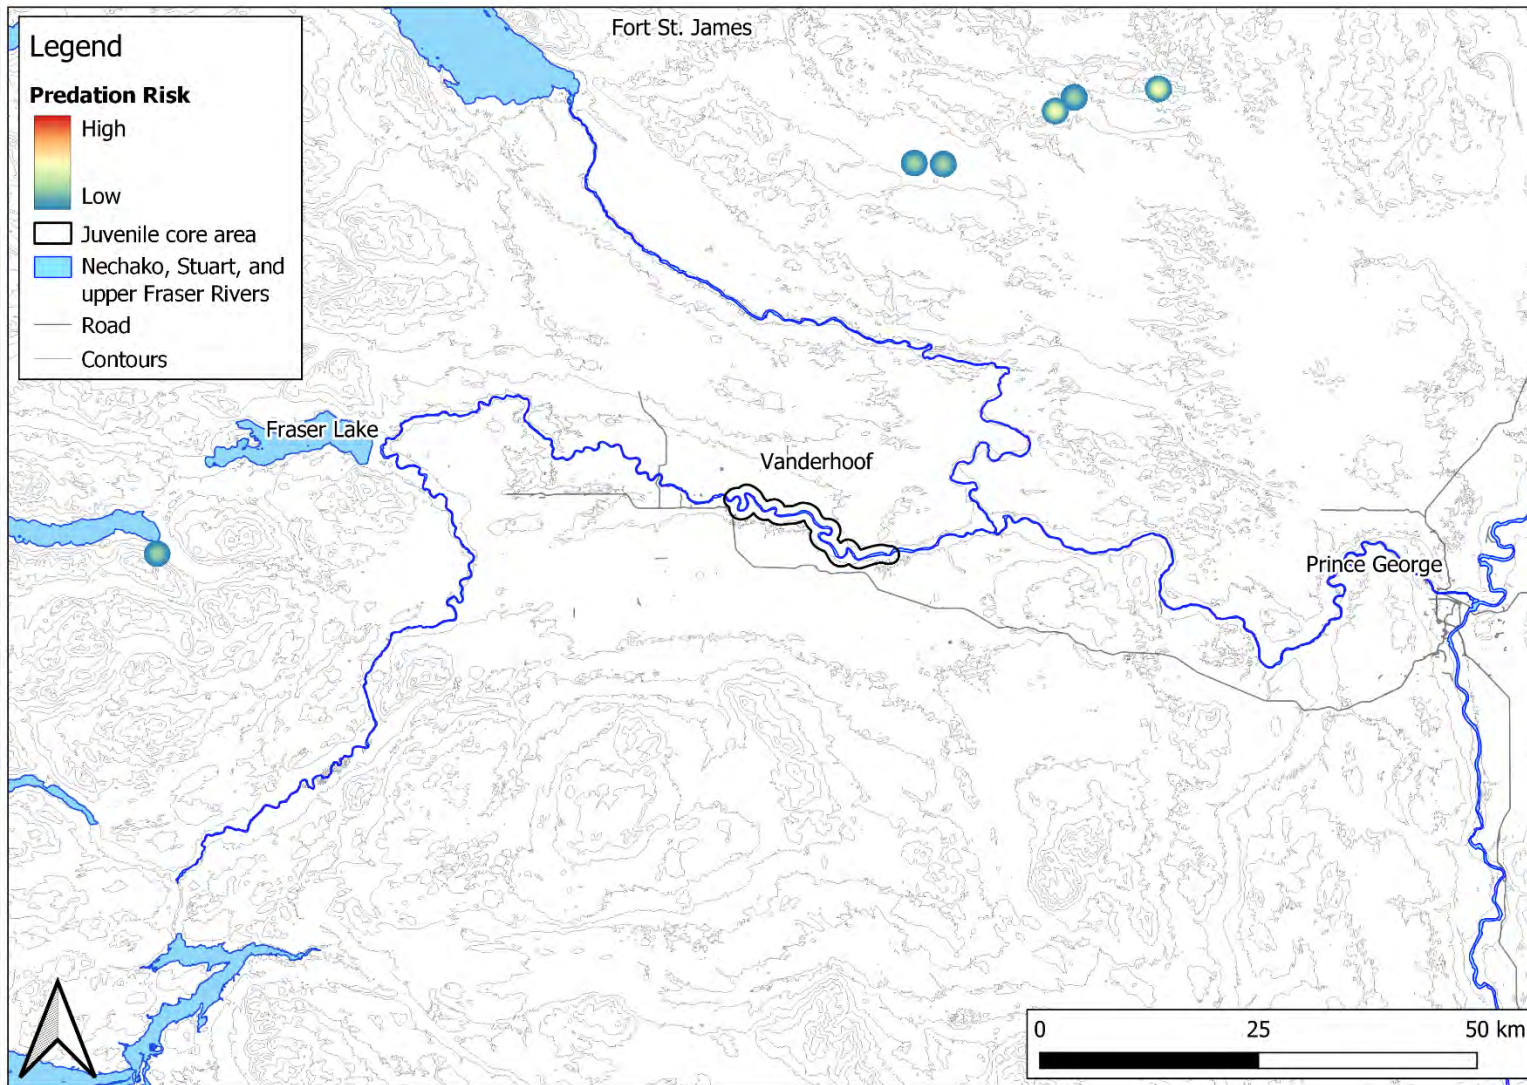 Fort St. James
Legend
Predation Risk
High
Low
Juvenile core area
Nechako, Stuart, and
upper Fraser Rivers
Road
Contours
Fraser Lake
Vanderhoof
Prince George
0 25 50 km